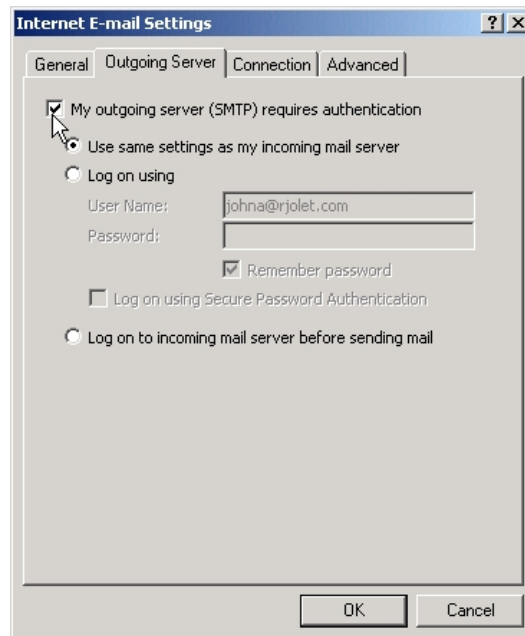 Internet E-mail Settings
General Outgoing Server Connection Advanced
My outgoing server (SMTP) requires authentication
Use same settings as my incoming mail server
Log on using
User Name: johna@rjolet.com
Password:
Remember password
Log on using Secure Password Authentication
Log on to incoming mail server before sending mail
OK Cancel